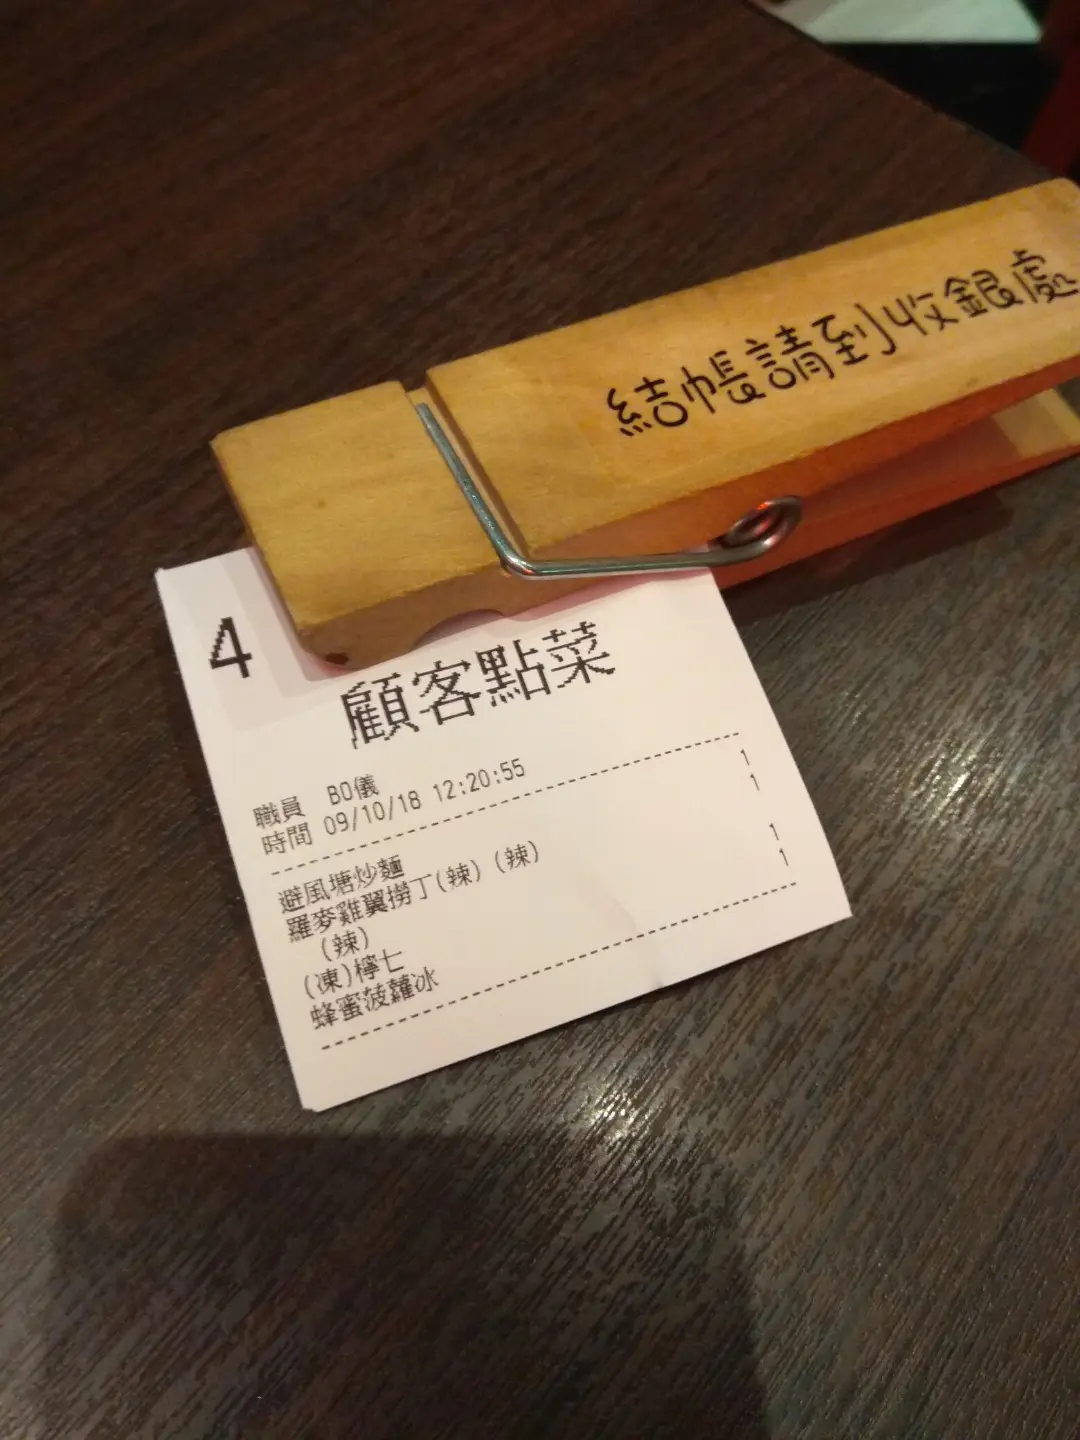 結帳請到收銀處
4
顧客點菜
職員 BO儀
時間 09/10/18 12:20:55
避風塘炒麵 1
羅麥雞翼撈丁(辣) (辣) 1
(辣)
(凍)檸七 1
蜂蜜菠蘿冰 1